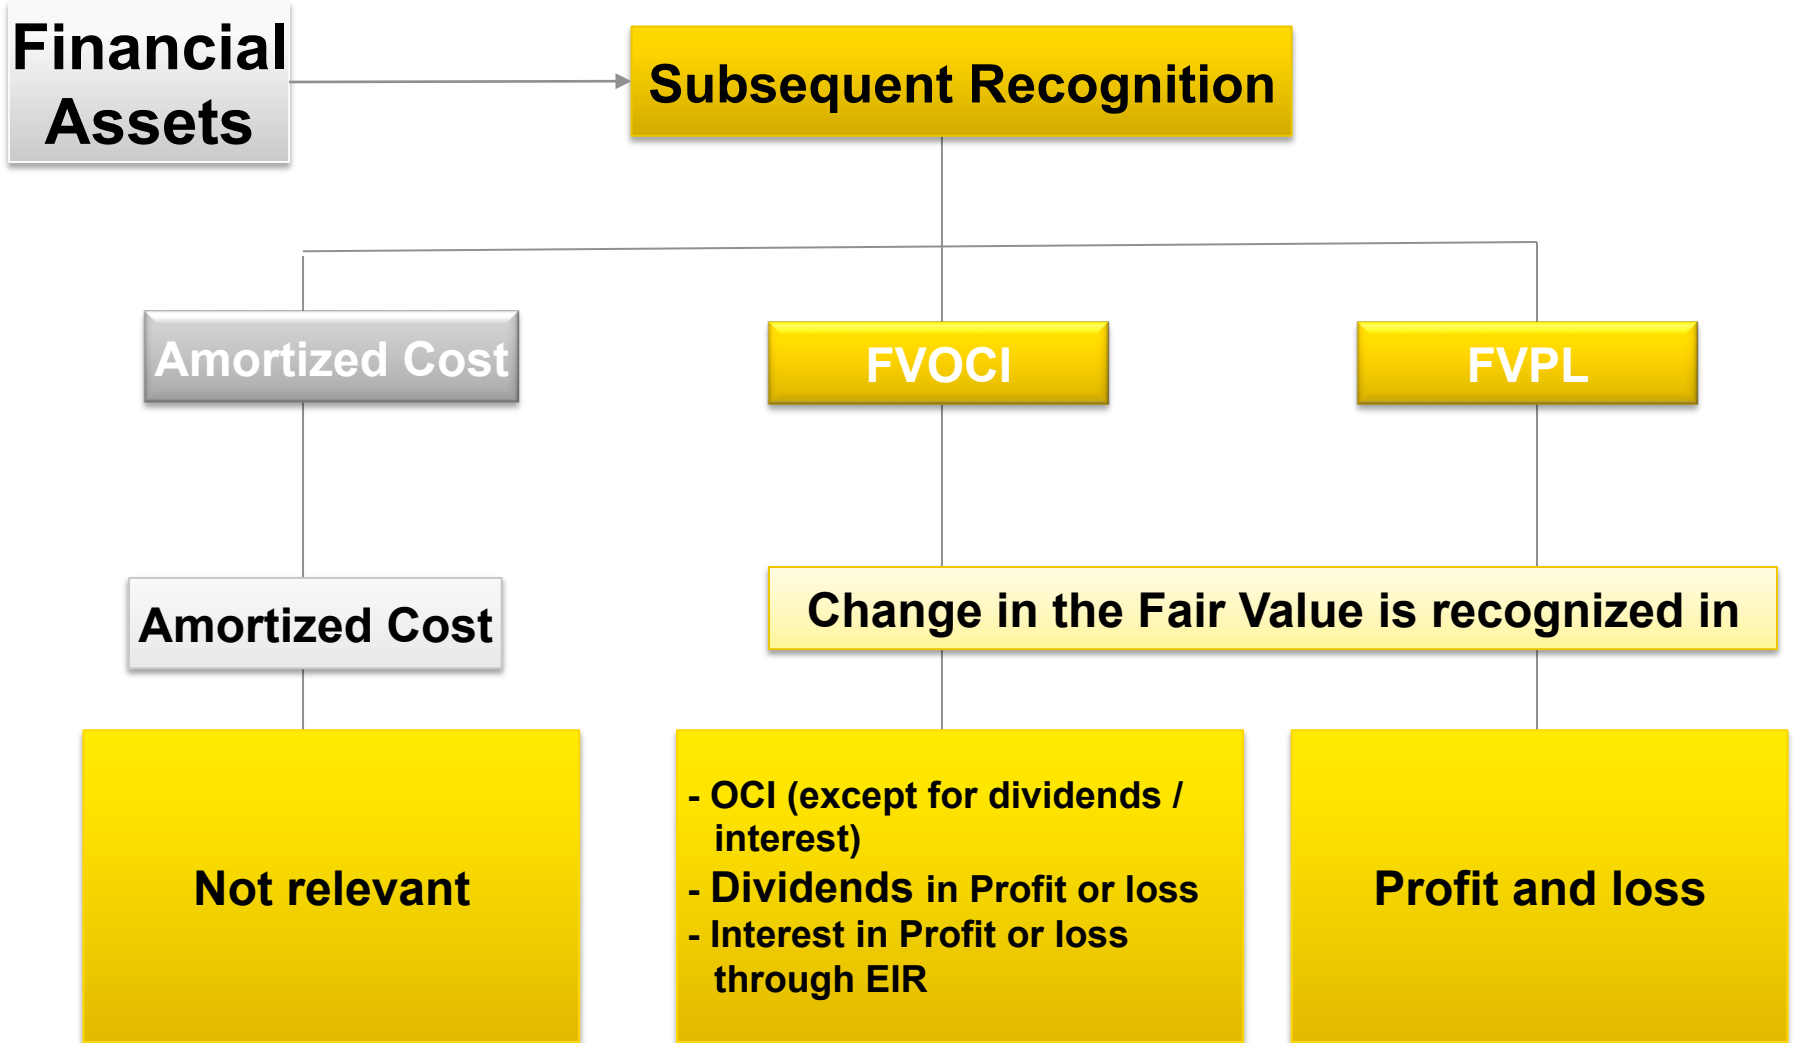 Financial
Assets
Subsequent Recognition
Amortized Cost
FVOCI
FVPL
Amortized Cost
Change in the Fair Value is recognized in
Not relevant
- OCI (except for dividends /
interest)
- Dividends in Profit or loss
- Interest in Profit or loss
through EIR
Profit and loss